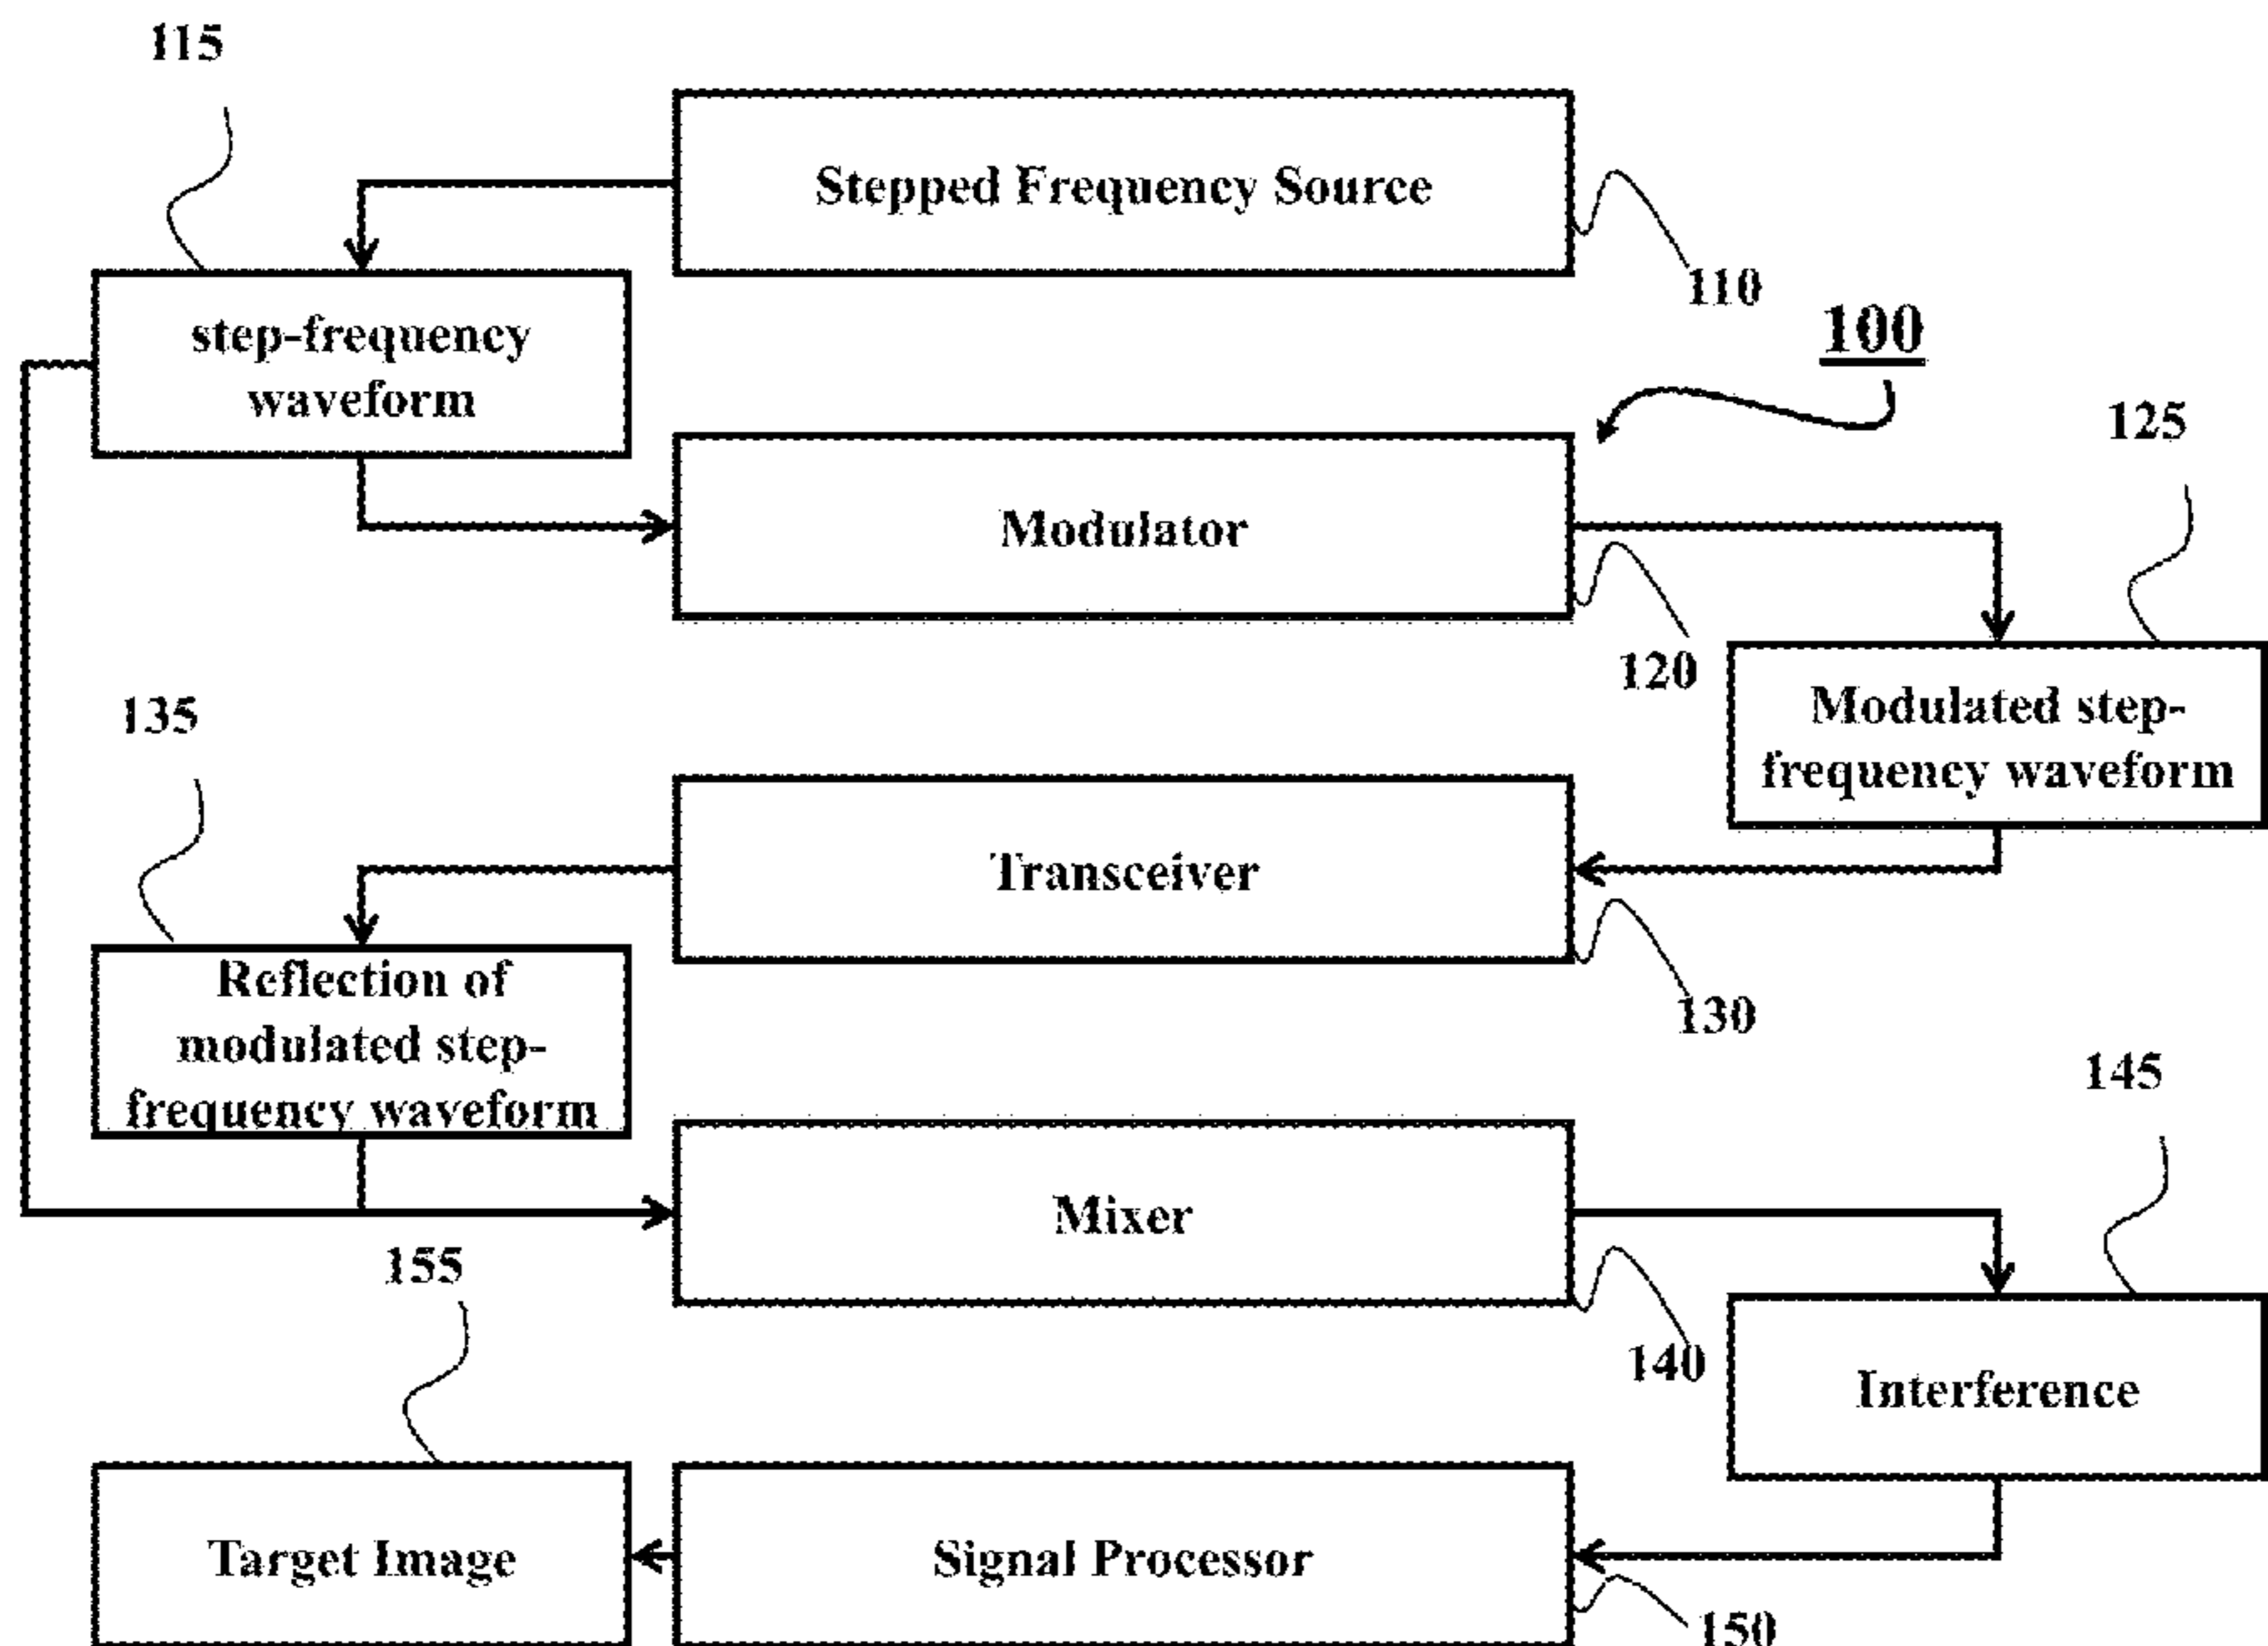 115
Stepped Frequency Source
110
step-frequency
waveform
100
125
Modulator
120
Modulated step-
frequency waveform
135
Transceiver
130
Reflection of
modulated step-
frequency waveform
145
Mixer
140
155
Interference
Target Image
Signal Processor
150